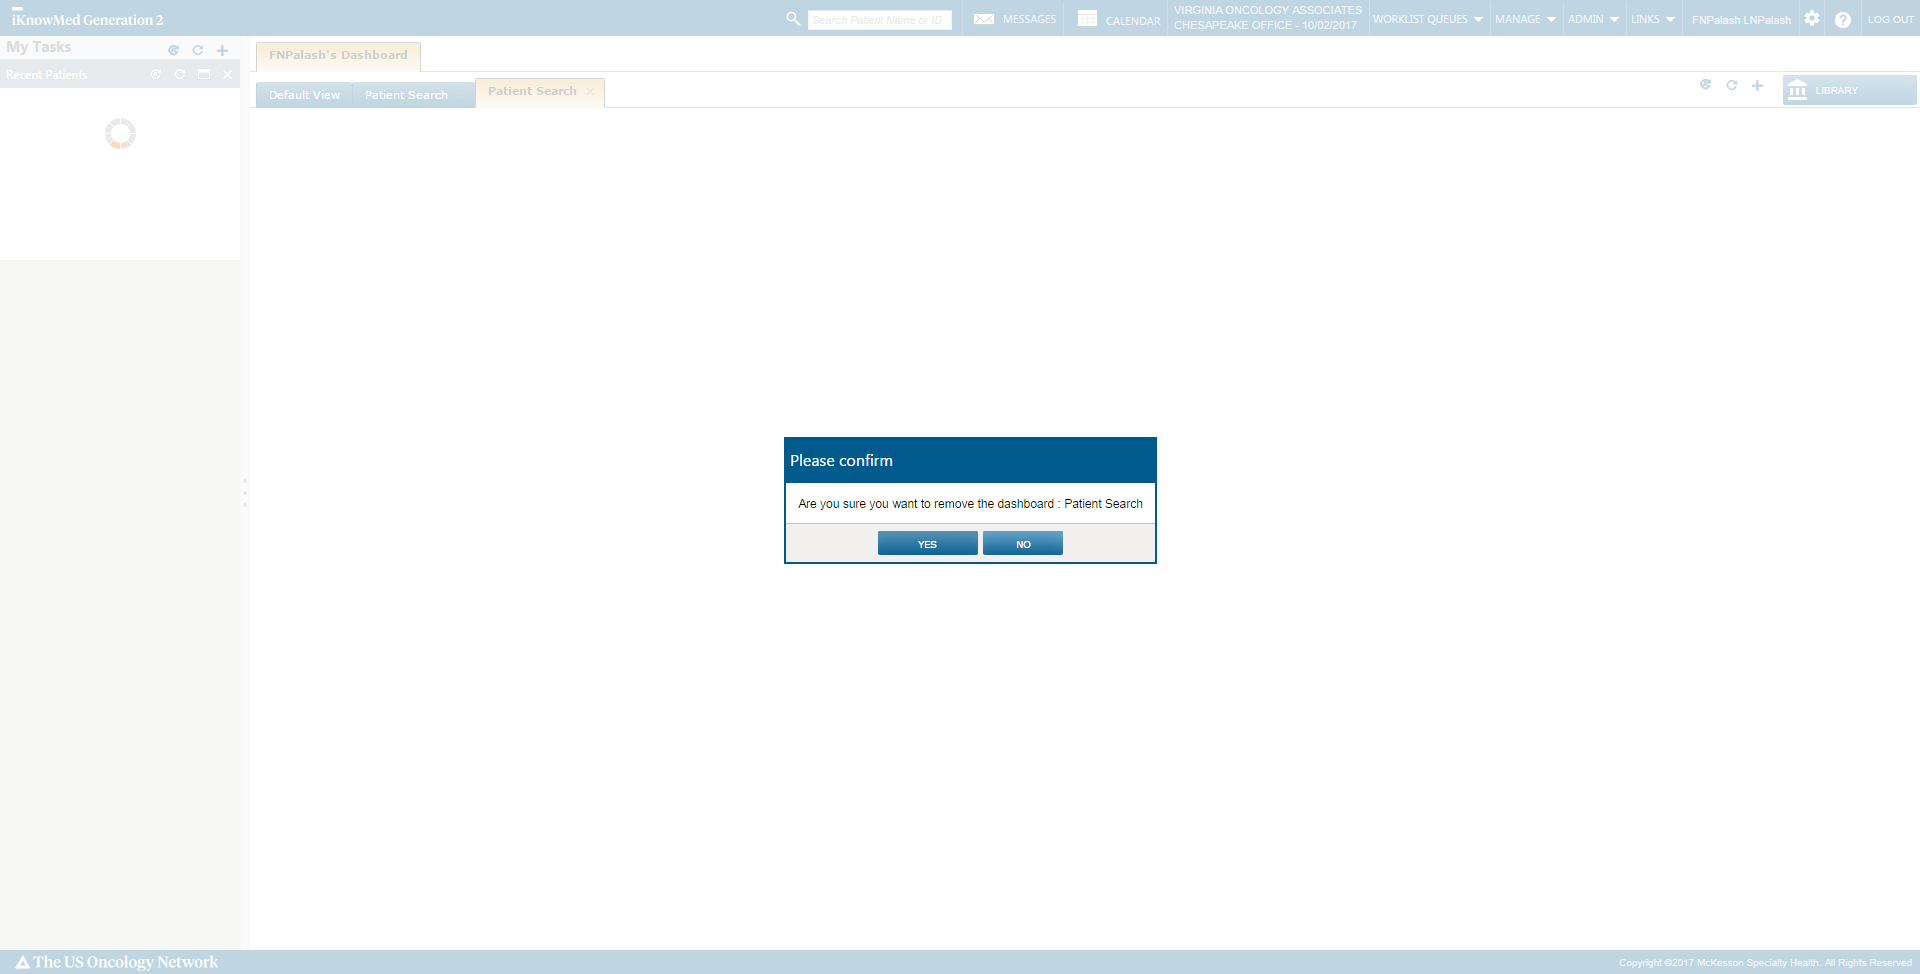 iKnowMed Generation 2
Search Patient Name or ID
MESSAGES
CALENDAR
VIRGINIA ONCOLOGY ASSOCIATES
CHESAPEAKE OFFICE - 10/02/2017
WORKLIST QUEUES
MANAGE
ADMIN
LINKS
FNPalash LNPalash
LOG OUT
My Tasks
Recent Patients
FNPalash's Dashboard
Default View
Patient Search
Patient Search
LIBRARY
Please confirm
Are you sure you want to remove the dashboard : Patient Search
YES
NO
The US Oncology Network
Copyright ©2017 McKesson Specialty Health. All Rights Reserved